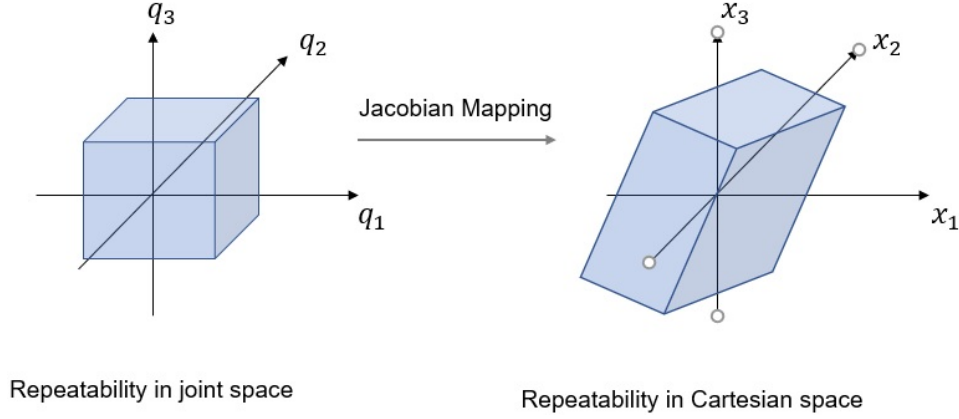 q₃
q₂
q₁
Jacobian Mapping
x₃
x₂
x₁
Repeatability in joint space
Repeatability in Cartesian space